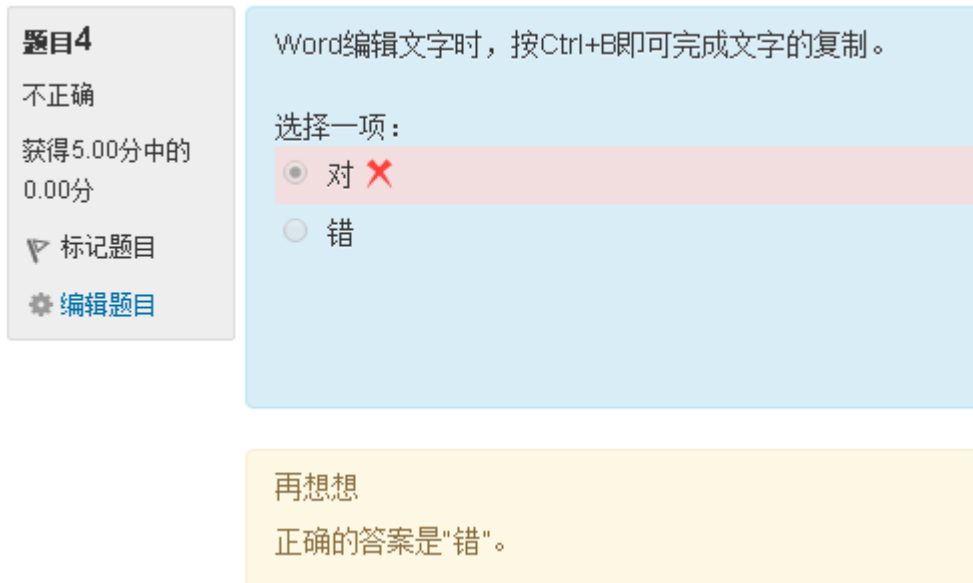 题目4
不正确
获得5.00分中的
0.00分
标记题目
编辑题目
Word编辑文字时，按Ctrl+B即可完成文字的复制。
选择一项：
对
错
再想想
正确的答案是"错"。